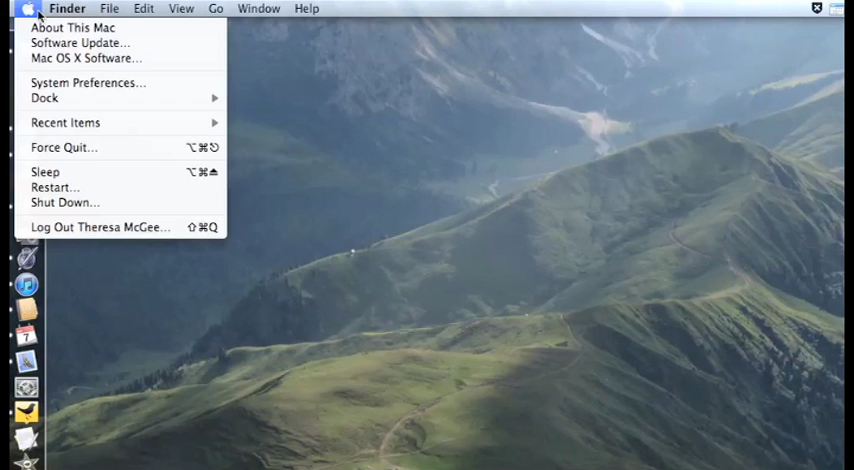 Finder File Edit View Go Window Help
About This Mac
Software Update...
Mac OS X Software...
System Preferences...
Dock
Recent Items
Force Quit... ⌥⌘⎋
Sleep ⌥⌘⏏
Restart...
Shut Down...
Log Out Theresa McGee... ⇧⌘Q
7